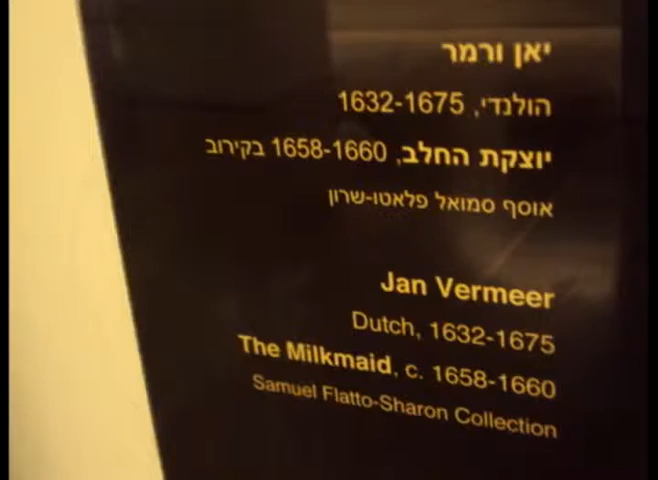 יאן ורמר
הולנדי, 1632-1675
יוצקת החלב, 1658-1660 בקירוב
אוסף סמואל פלאטו-שרון
Jan Vermeer
Dutch, 1632-1675
The Milkmaid, c. 1658-1660
Samuel Flatto-Sharon Collection